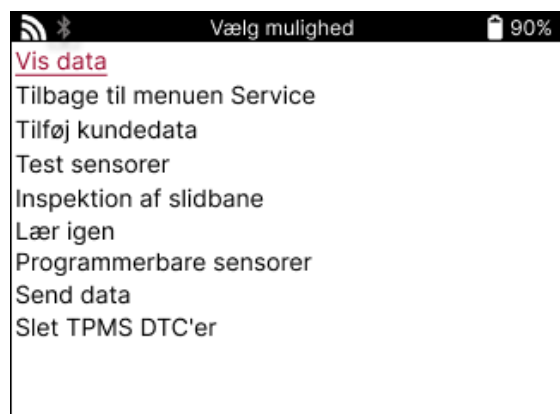 Vælg mulighed 90%
Vis data
Tilbage til menuen Service
Tilføj kundedata
Test sensorer
Inspektion af slidbane
Lær igen
Programmerbare sensorer
Send data
Slet TPMS DTC'er